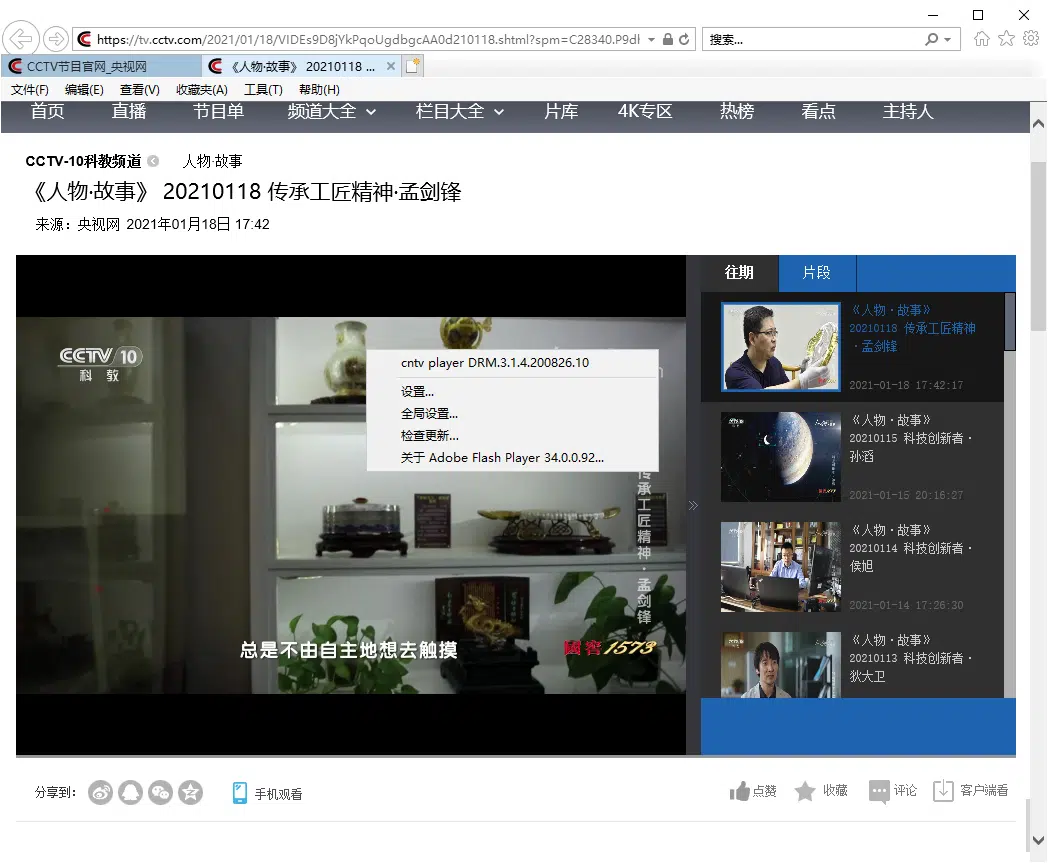 https://tv.cctv.com/2021/01/18/VIDEs9D8jYkPqoUgdbgcAA0d210118.shtml?spm=C28340.P9dl
搜索...
CCTV节目官网_央视网
《人物·故事》 20210118 ...
文件(F) 编辑(E) 查看(V) 收藏夹(A) 工具(T) 帮助(H)
首页 直播 节目单 频道大全 栏目大全 片库 4K专区 热榜 看点 主持人
CCTV-10科教频道 人物·故事
《人物·故事》 20210118 传承工匠精神·孟剑锋
来源：央视网 2021年01月18日 17:42
CCTV 10
科 教
cntv player DRM.3.1.4.200826.10
设置...
全局设置...
检查更新...
关于 Adobe Flash Player 34.0.0.92...
传承工匠精神·孟剑锋
总是不由自主地想去触摸
國窖1573
往期 片段
《人物·故事》
20210118 传承工匠精神
·孟剑锋
2021-01-18 17:42:17
《人物·故事》
20210115 科技创新者·
孙滔
2021-01-15 20:16:27
《人物·故事》
20210114 科技创新者·
侯旭
2021-01-14 17:26:30
《人物·故事》
20210113 科技创新者·
狄大卫
分享到：
手机观看
点赞 收藏 评论 客户端看